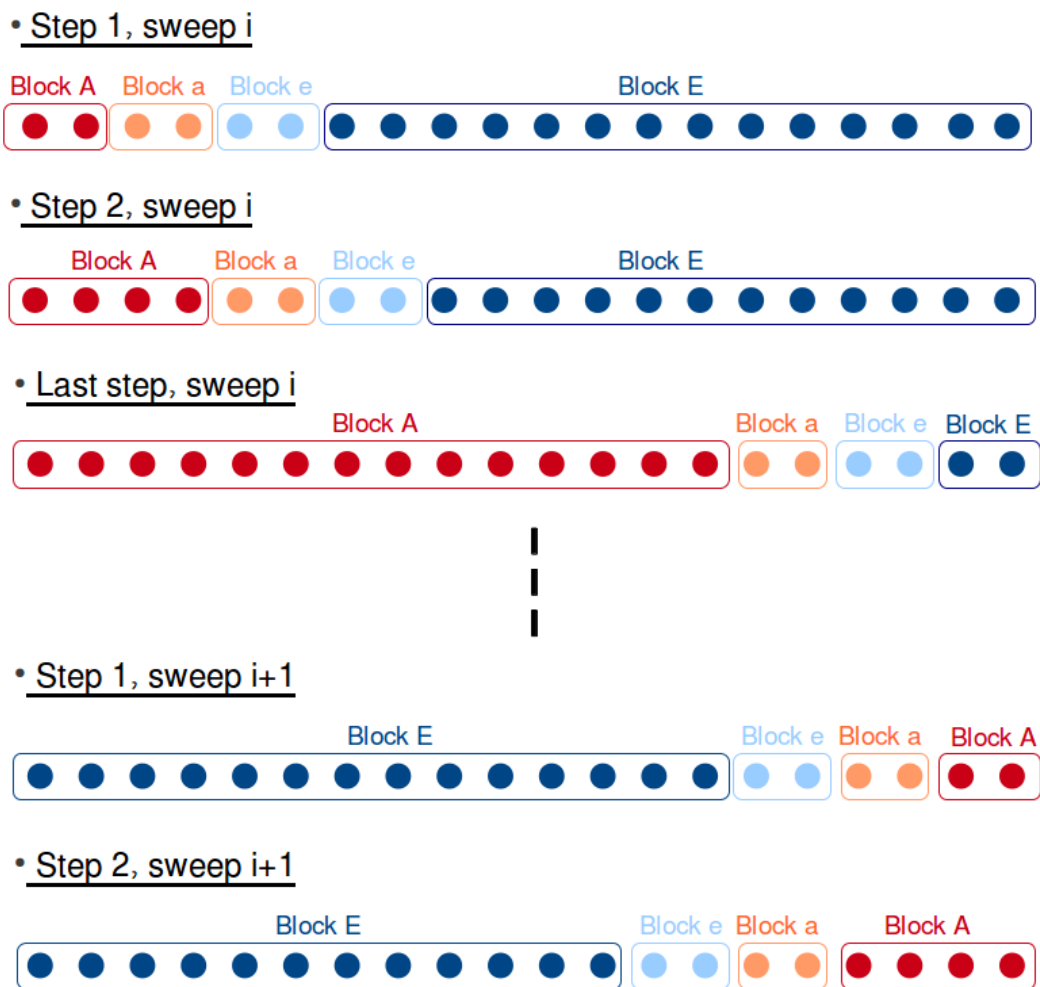 • Step 1, sweep i
Block A Block a Block e Block E
• Step 2, sweep i
Block A Block a Block e Block E
• Last step, sweep i
Block A Block a Block e Block E
• Step 1, sweep i+1
Block E Block e Block a Block A
• Step 2, sweep i+1
Block E Block e Block a Block A